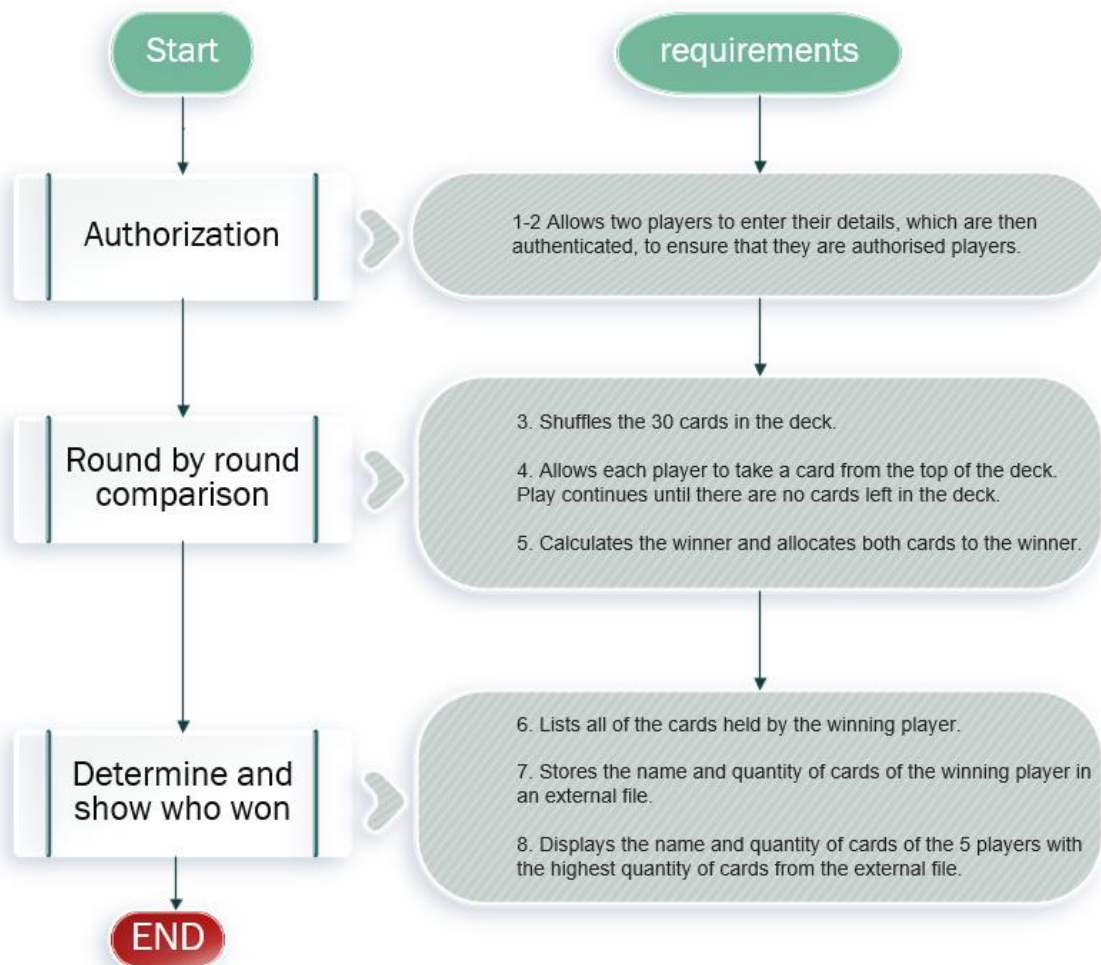 Start
requirements
Authorization
1-2 Allows two players to enter their details, which are then
authenticated, to ensure that they are authorised players.
Round by round
comparison
3. Shuffles the 30 cards in the deck.
4. Allows each player to take a card from the top of the deck.
Play continues until there are no cards left in the deck.
5. Calculates the winner and allocates both cards to the winner.
Determine and
show who won
6. Lists all of the cards held by the winning player.
7. Stores the name and quantity of cards of the winning player in
an external file.
8. Displays the name and quantity of cards of the 5 players with
the highest quantity of cards from the external file.
END